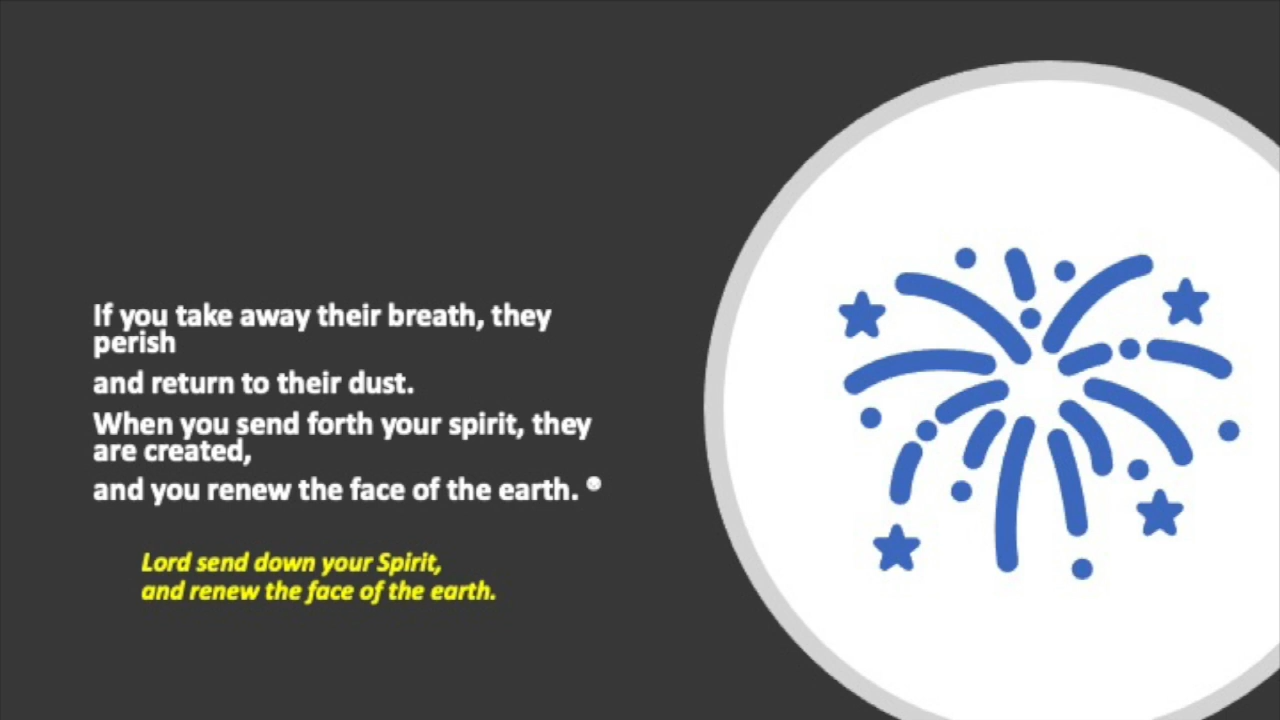 If you take away their breath, they
perish
and return to their dust.
When you send forth your spirit, they
are created,
and you renew the face of the earth. ®
Lord send down your Spirit,
and renew the face of the earth.